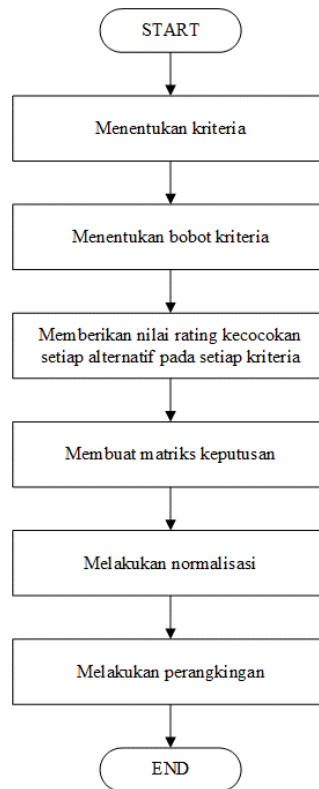 START
Menentukan kriteria
Menentukan bobot kriteria
Memberikan nilai rating kecocokan
setiap alternatif pada setiap kriteria
Membuat matriks keputusan
Melakukan normalisasi
Melakukan perangkingan
END